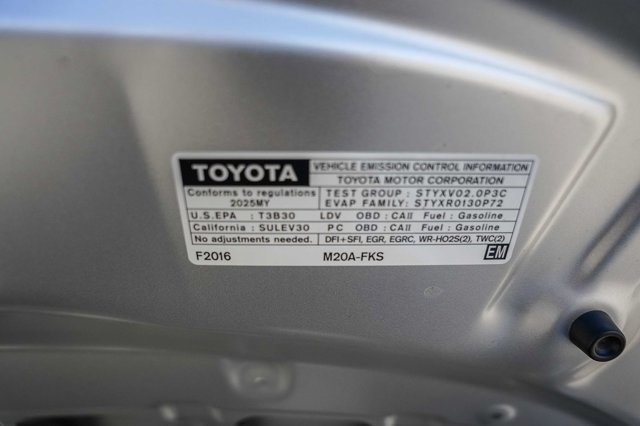 TOYOTA VEHICLE EMISSION CONTROL INFORMATION
TOYOTA MOTOR CORPORATION
Conforms to regulations 2025MY
TEST GROUP : STYXV02.0P3C
EVAP FAMILY: STYXR0130P72
U.S.EPA : T3B30 LDV OBD : CAII Fuel : Gasoline
California : SULEV30 PC OBD : CAII Fuel : Gasoline
No adjustments needed. DFI+SFI, EGR, EGRC, WR-HO2S(2), TWC(2)
F2016 M20A-FKS EM